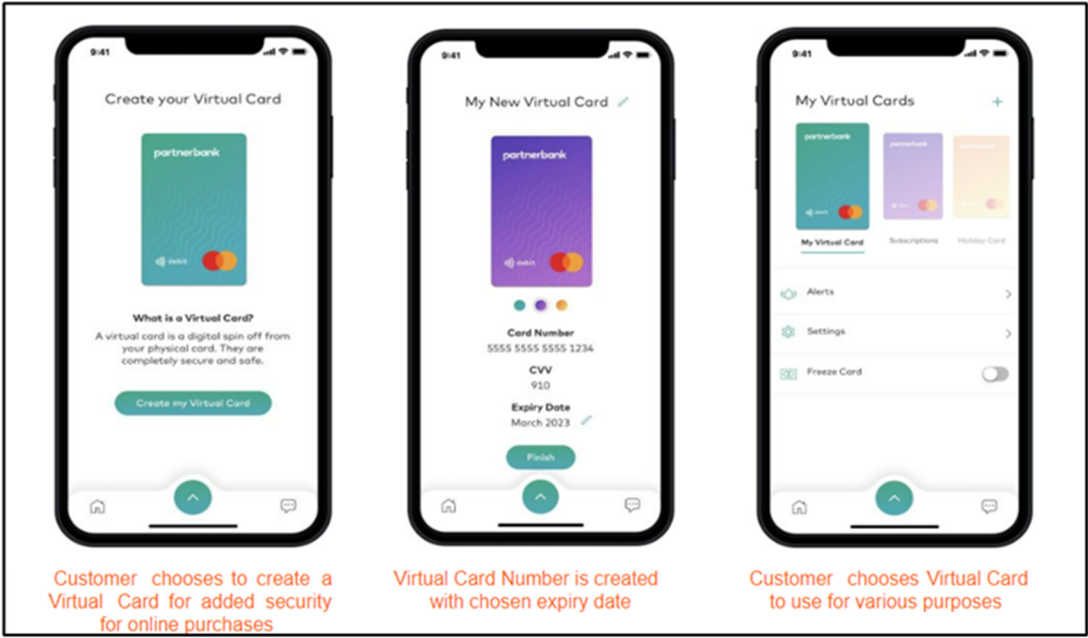 9:41
Create your Virtual Card
partnerbank
debit
What is a Virtual Card?
A virtual card is a digital spin off from
your physical card. They are
completely secure and safe.
Create my Virtual Card
Customer chooses to create a
Virtual Card for added security
for online purchases
9:41
My New Virtual Card
partnerbank
debit
Card Number
5555 5555 5555 1234
CVV
910
Expiry Date
March 2023
Finish
Virtual Card Number is created
with chosen expiry date
9:41
My Virtual Cards
partnerbank
partnerbank
partnerbank
debit
debit
My Virtual Card
Subscriptions
Holiday Card
Alerts
Settings
Freeze Card
Customer chooses Virtual Card
to use for various purposes